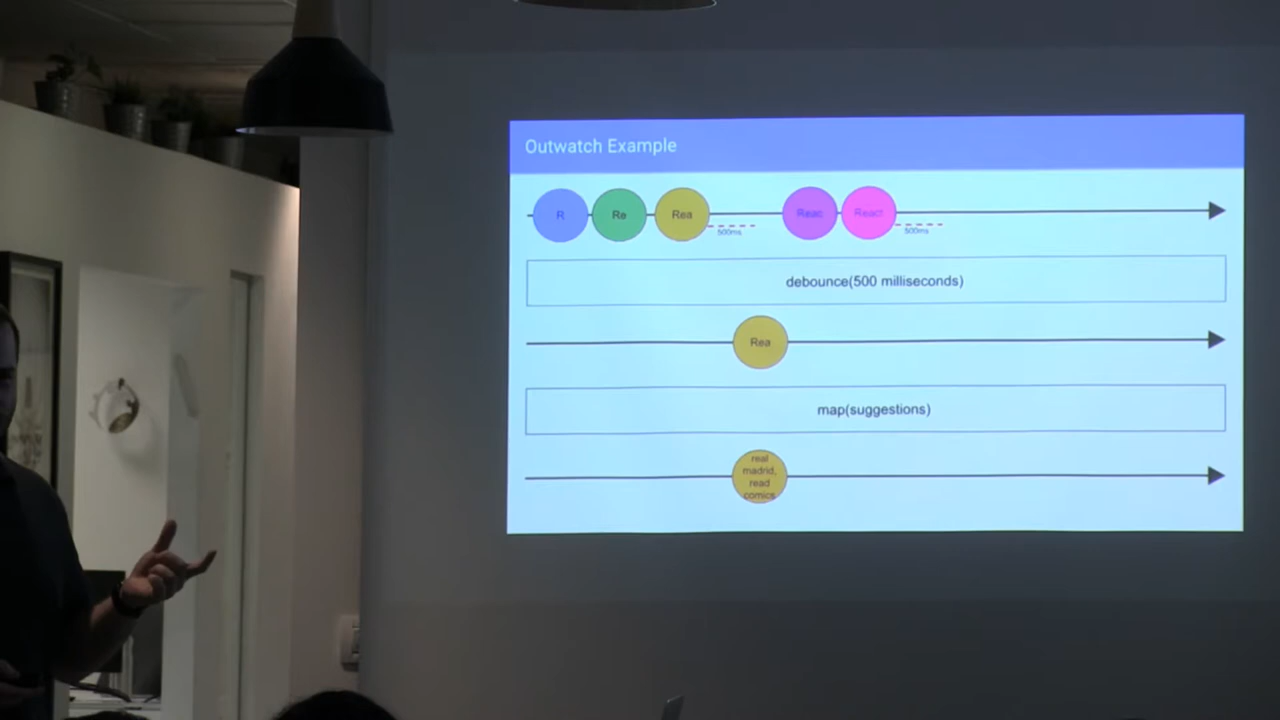 Outwatch Example
R Re Rea Reac React
500ms 500ms
debounce(500 milliseconds)
Rea
map(suggestions)
real
madrid,
read
comics